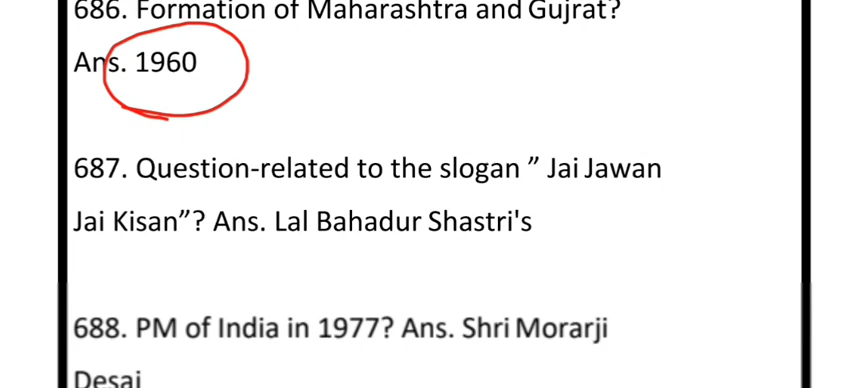 686. Formation of Maharashtra and Gujrat?
Ans. 1960
687. Question-related to the slogan ” Jai Jawan
Jai Kisan”? Ans. Lal Bahadur Shastri's
688. PM of India in 1977? Ans. Shri Morarji
Desai